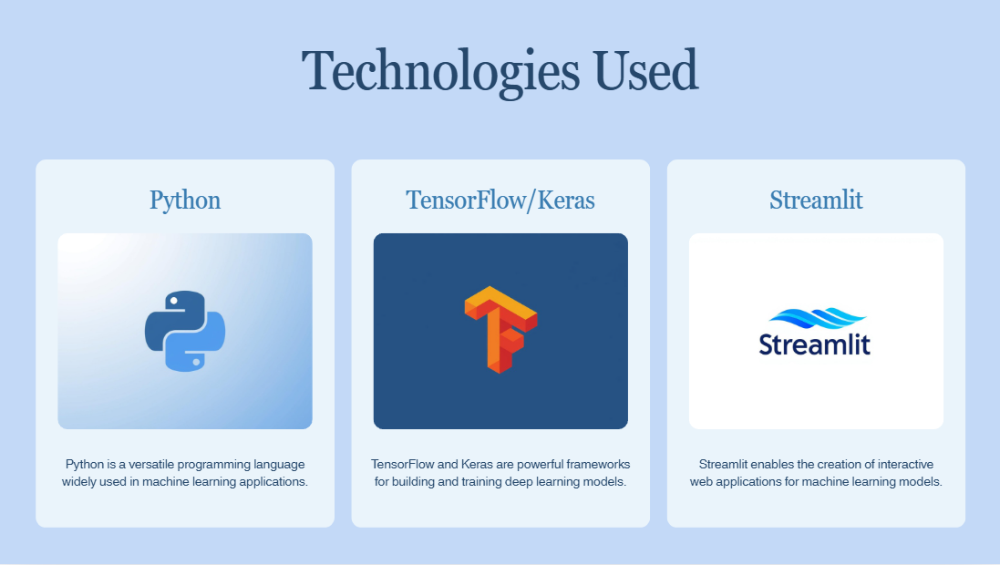 Technologies Used
Python
Python is a versatile programming language
widely used in machine learning applications.
TensorFlow/Keras
TensorFlow and Keras are powerful frameworks
for building and training deep learning models.
Streamlit
Streamlit
Streamlit enables the creation of interactive
web applications for machine learning models.